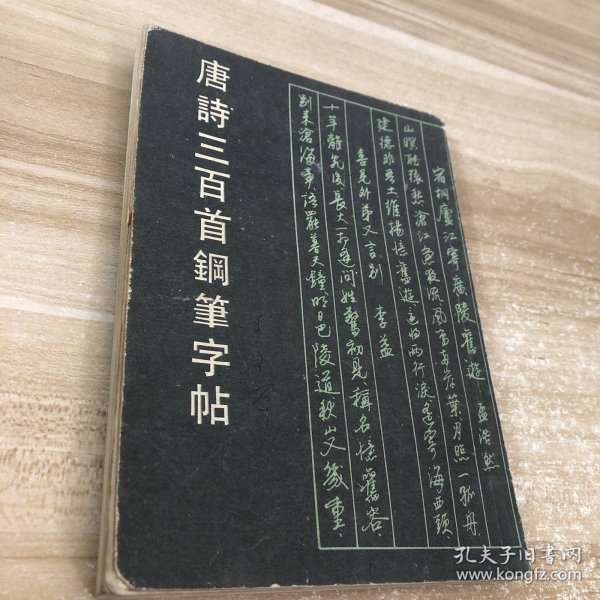 唐詩三百首鋼筆字帖
宿桐廬江寄廣陵舊遊 孟浩然
山暝聽猿愁滄江急夜流風鳴兩岸葉月照一孤舟
建德非吾土維揚憶舊遊還將兩行淚遙寄海西頭
喜見外弟又言別 李益
十年離亂後長大一相逢問姓驚初見稱名憶舊容
別來滄海事語罷暮天鐘明日巴陵道秋山又幾重
孔夫子旧书网
www.kongfz.com